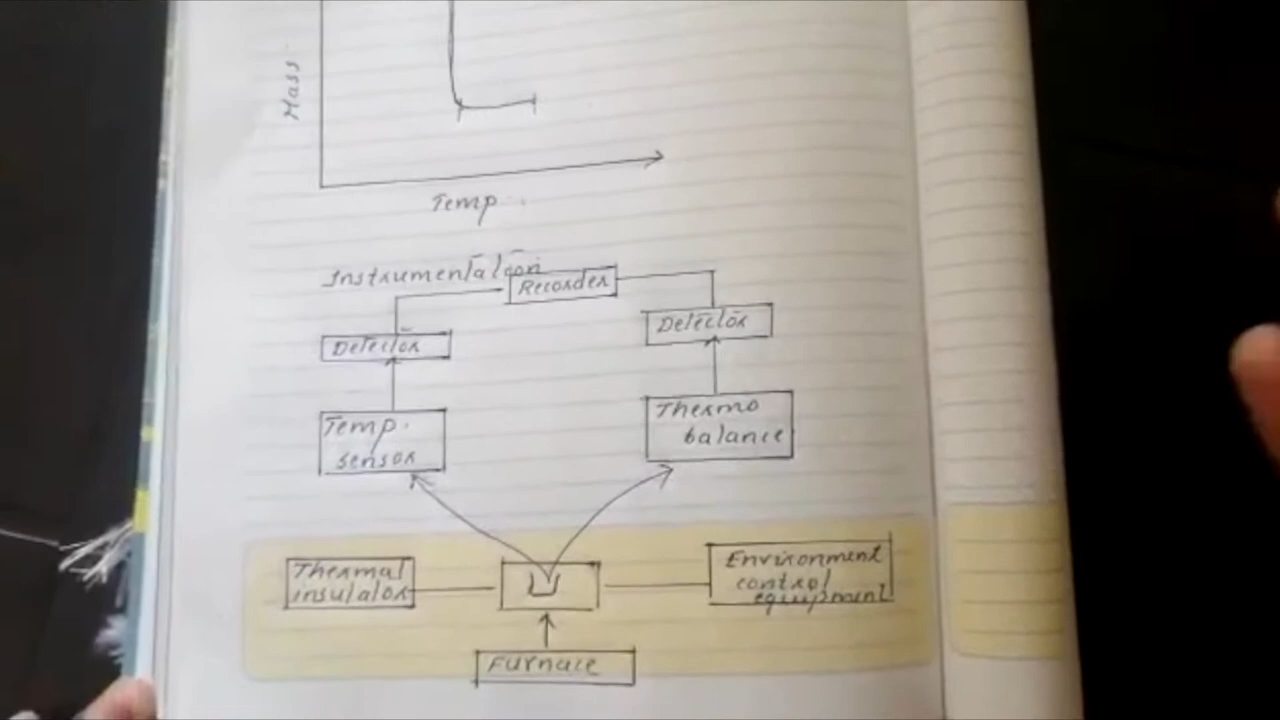 Mass
Temp
Instrumentation
Recorder
Detector
Detector
Temp.
sensor
Thermo
balance
Thermal
insulator
Environment
control
equipment
Furnace